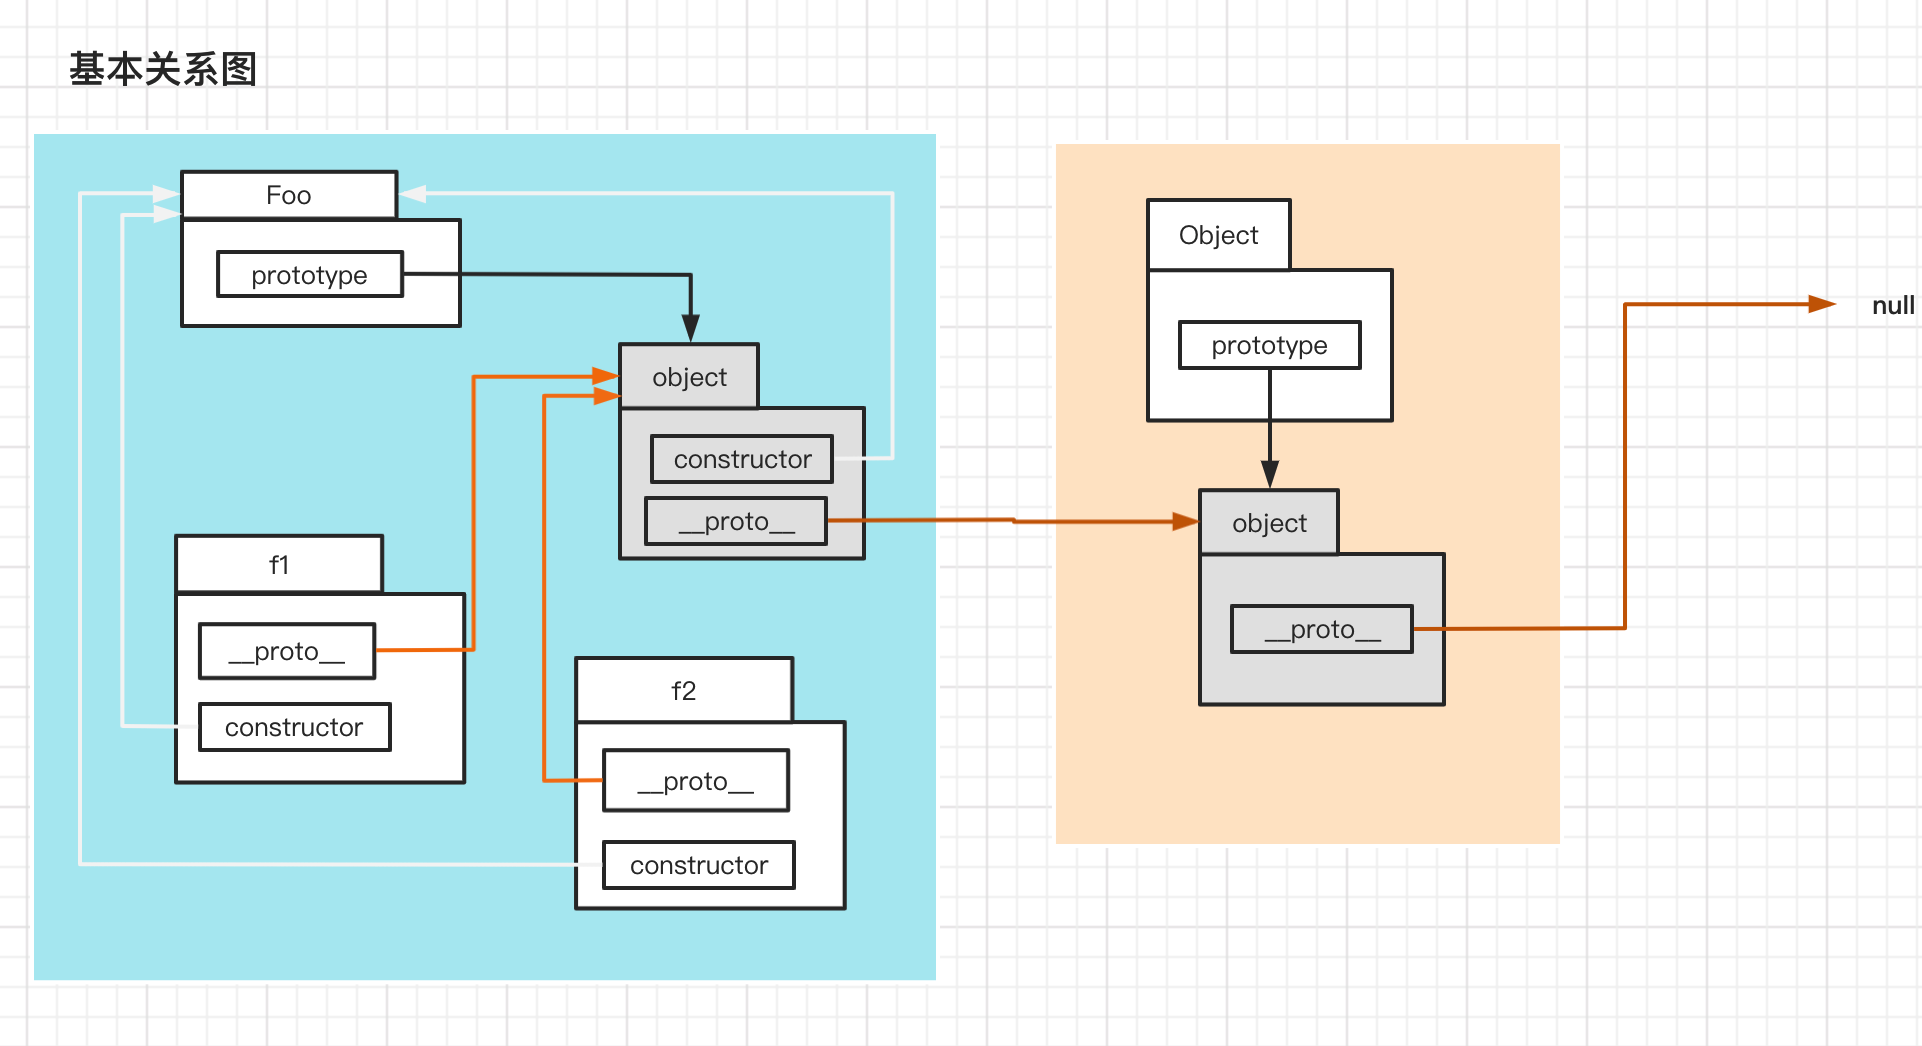 基本关系图
Foo
prototype
object
constructor
__proto__
f1
__proto__
constructor
f2
__proto__
constructor
Object
prototype
object
__proto__
null